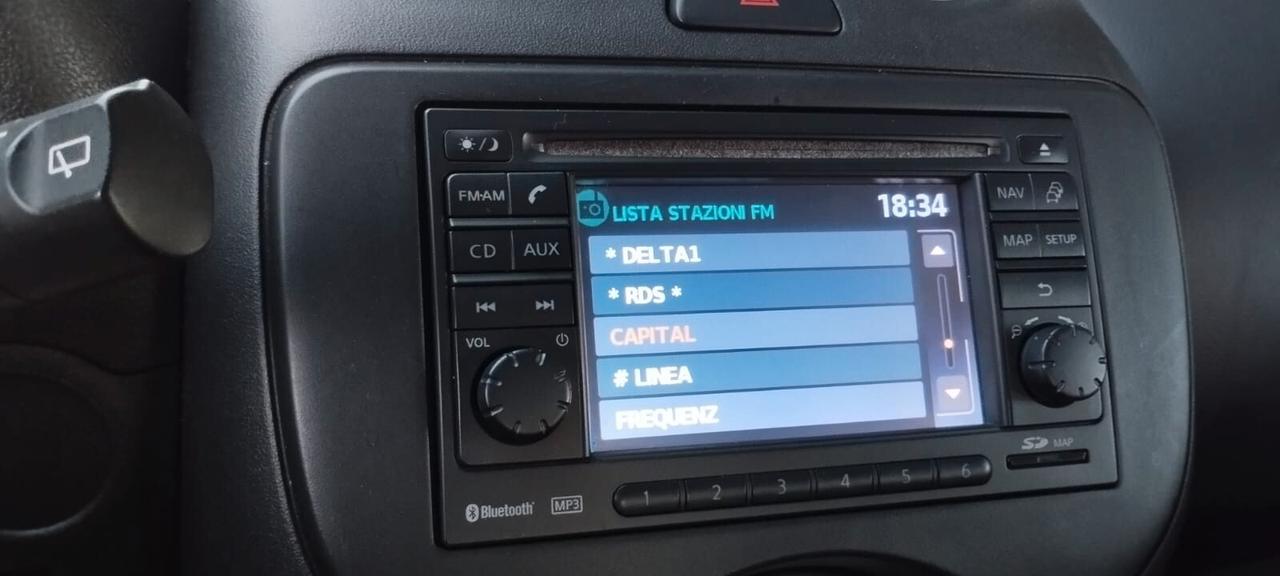 FM·AM
CD AUX
VOL
LISTA STAZIONI FM 18:34
* DELTA1
* RDS *
CAPITAL
# LINEA
FREQUENZ
NAV
MAP SETUP
SD MAP
1 2 3 4 5 6
Bluetooth MP3